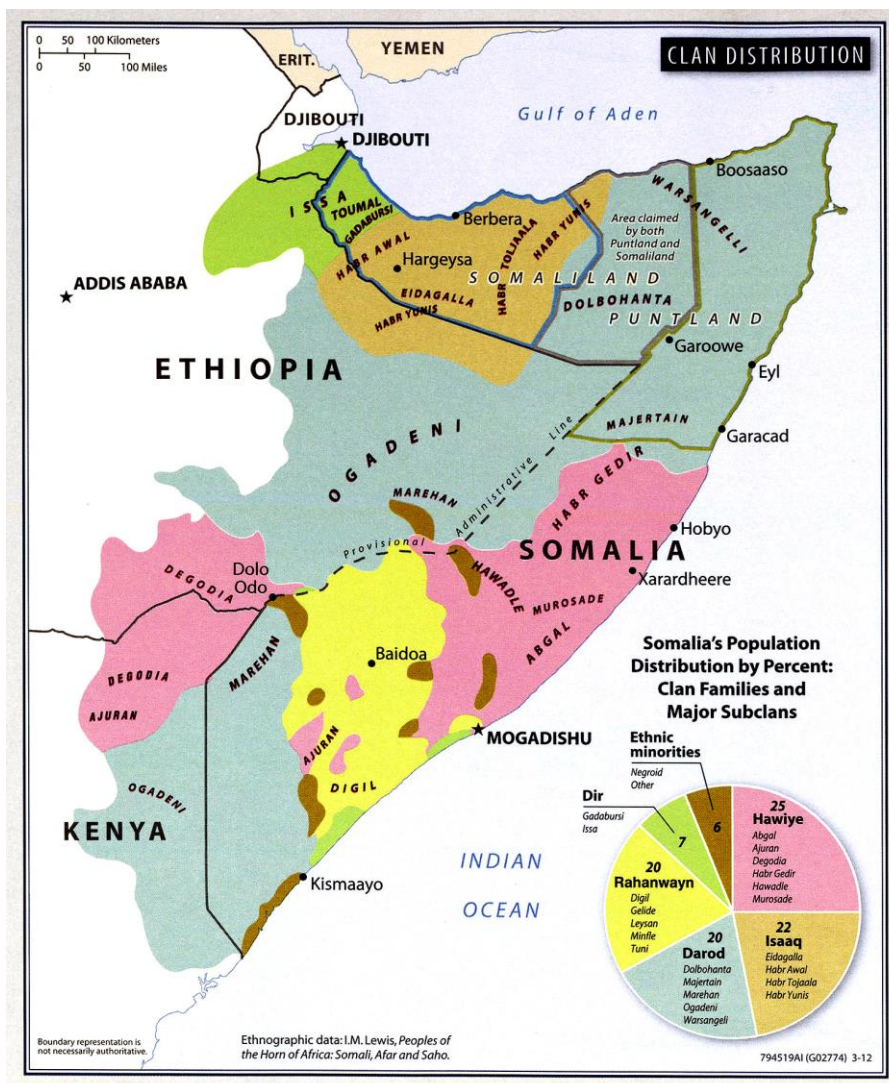 0 50 100 Kilometers
0 50 100 Miles
CLAN DISTRIBUTION
YEMEN
ERIT.
Gulf of Aden
DJIBOUTI
DJIBOUTI
Boosaaso
WARSANGELLI
ISSA
TOUMAL
GADABURSI
Berbera
HABR YUNIS
HABR TOLJAALA
Area claimed
by both
Puntland and
Somaliland
HABR AWAL
Hargeysa
SOMALILAND
ADDIS ABABA
EIDAGALLA
DOLBOHANTA
HABR YUNIS
PUNTLAND
Garoowe
ETHIOPIA
Eyl
MAJERTAIN
Garacad
OGADENI
Provisional Administrative Line
HABR GEDIR
MAREHAN
Hobyo
SOMALIA
Xarardheere
DEGODIA
Dolo
Odo
HAWADLE
MUROSADE
ABGAL
MAREHAN
Baidoa
DEGODIA
AJURAN
AJURAN
MOGADISHU
DIGIL
OGADENI
KENYA
Kismaayo
INDIAN
OCEAN
Somalia's Population
Distribution by Percent:
Clan Families and
Major Subclans
Ethnic
minorities
Negroid
Other
6
Dir
Gadabursi
Issa
7
25
Hawiye
Abgal
Ajuran
Degodia
Habr Gedir
Hawadle
Murosade
20
Rahanwayn
Digil
Gelide
Leysan
Minfle
Tuni
22
Isaaq
Eidagalla
Habr Awal
Habr Tojaala
Habr Yunis
20
Darod
Dolbohanta
Majertain
Marehan
Ogadeni
Warsangeli
Boundary representation is
not necessarily authoritative.
Ethnographic data: I.M. Lewis, Peoples of
the Horn of Africa: Somali, Afar and Saho.
794519AI (G02774) 3-12